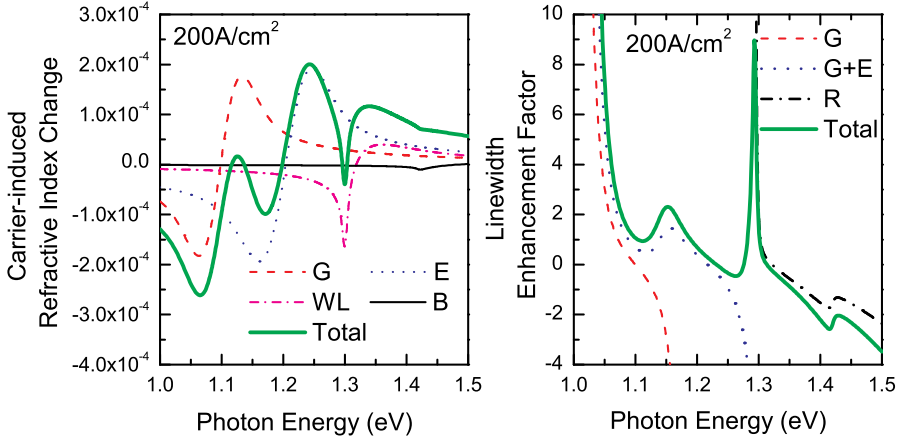 200A/cm²
Carrier-induced
Refractive Index Change
3.0x10⁻⁴
2.0x10⁻⁴
1.0x10⁻⁴
0.0
-1.0x10⁻⁴
-2.0x10⁻⁴
-3.0x10⁻⁴
-4.0x10⁻⁴
G E
WL B
Total
1.0 1.1 1.2 1.3 1.4 1.5
Photon Energy (eV)
200A/cm²
Linewidth
Enhancement Factor
10
8
6
4
2
0
-2
-4
G
G+E
R
Total
1.0 1.1 1.2 1.3 1.4 1.5
Photon Energy (eV)